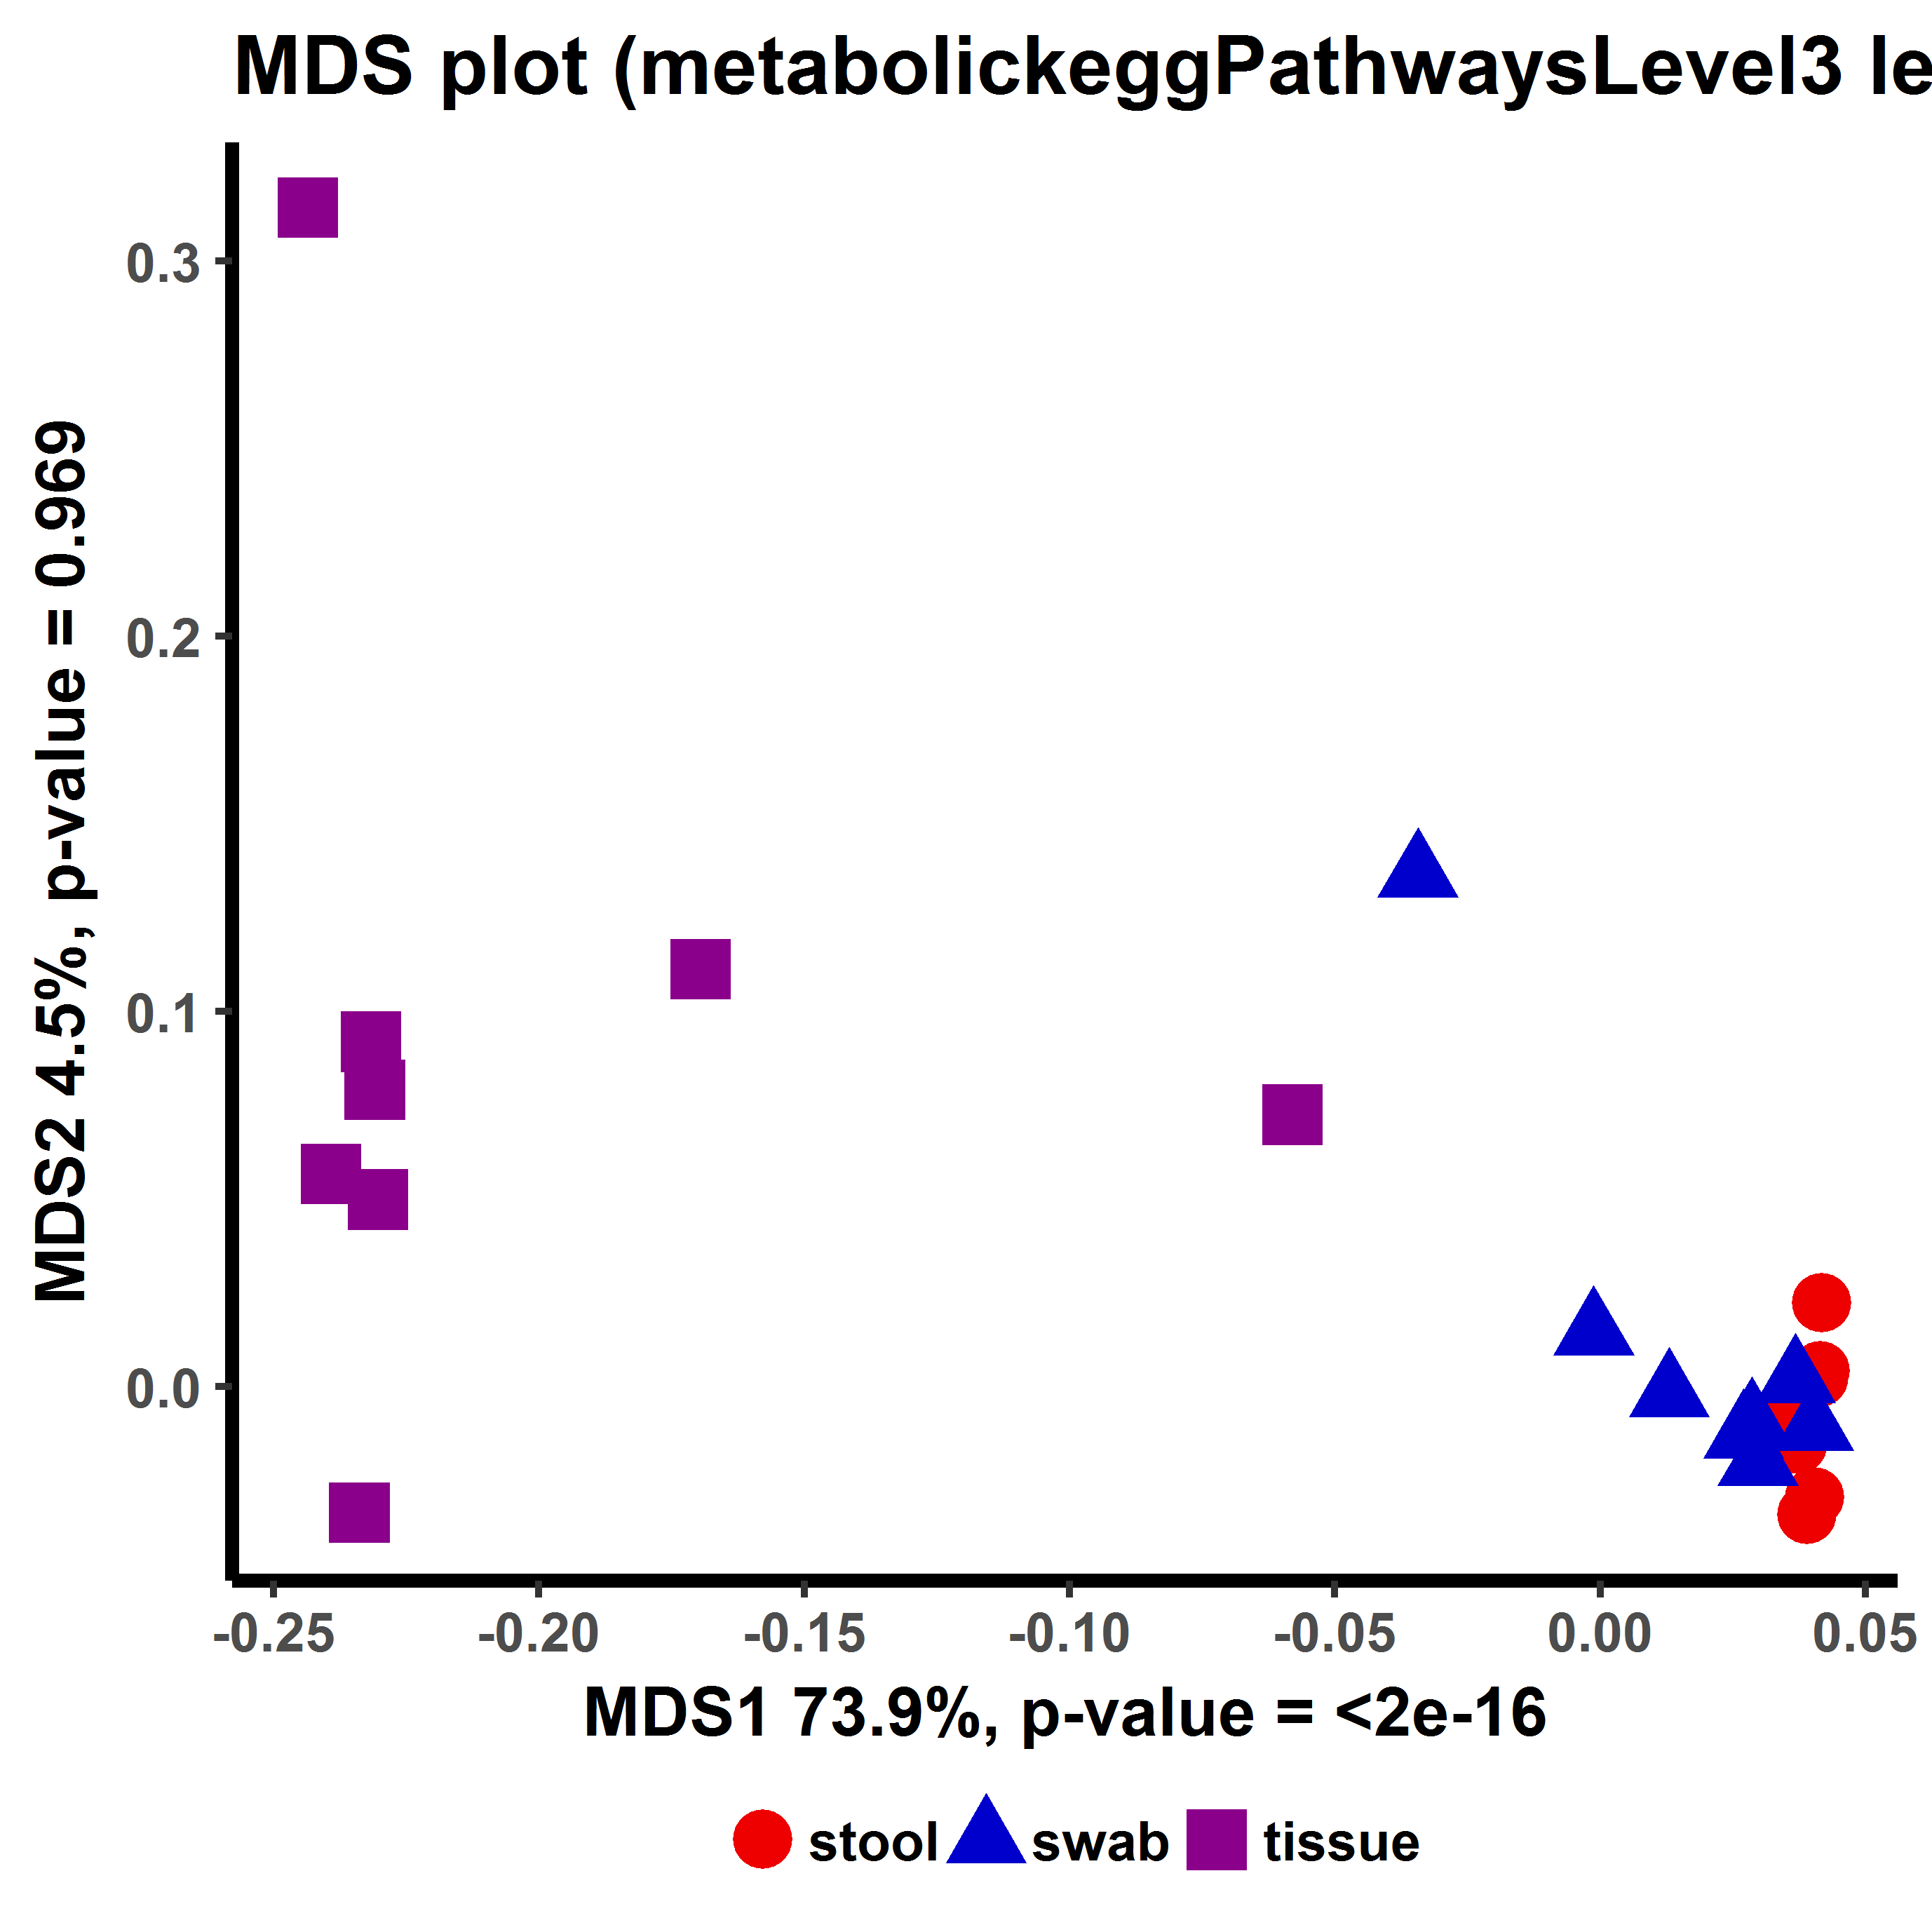 MDS plot (metabolickeggPathwaysLevel3 le
MDS2 4.5%, p-value = 0.969
0.3
0.2
0.1
0.0
-0.25 -0.20 -0.15 -0.10 -0.05 0.00 0.05
MDS1 73.9%, p-value = <2e-16
stool swab tissue